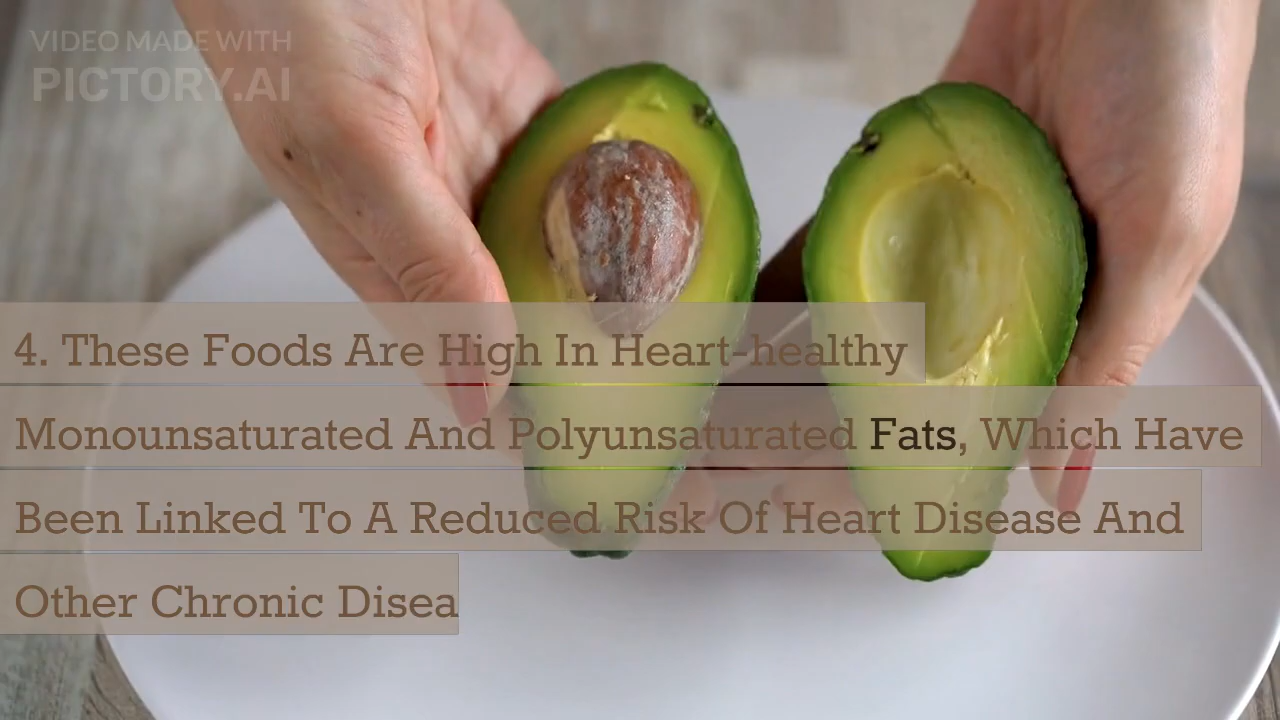 VIDEO MADE WITH
PICTORY.AI
4. These Foods Are High In Heart-healthy
Monounsaturated And Polyunsaturated Fats, Which Have
Been Linked To A Reduced Risk Of Heart Disease And
Other Chronic Disea